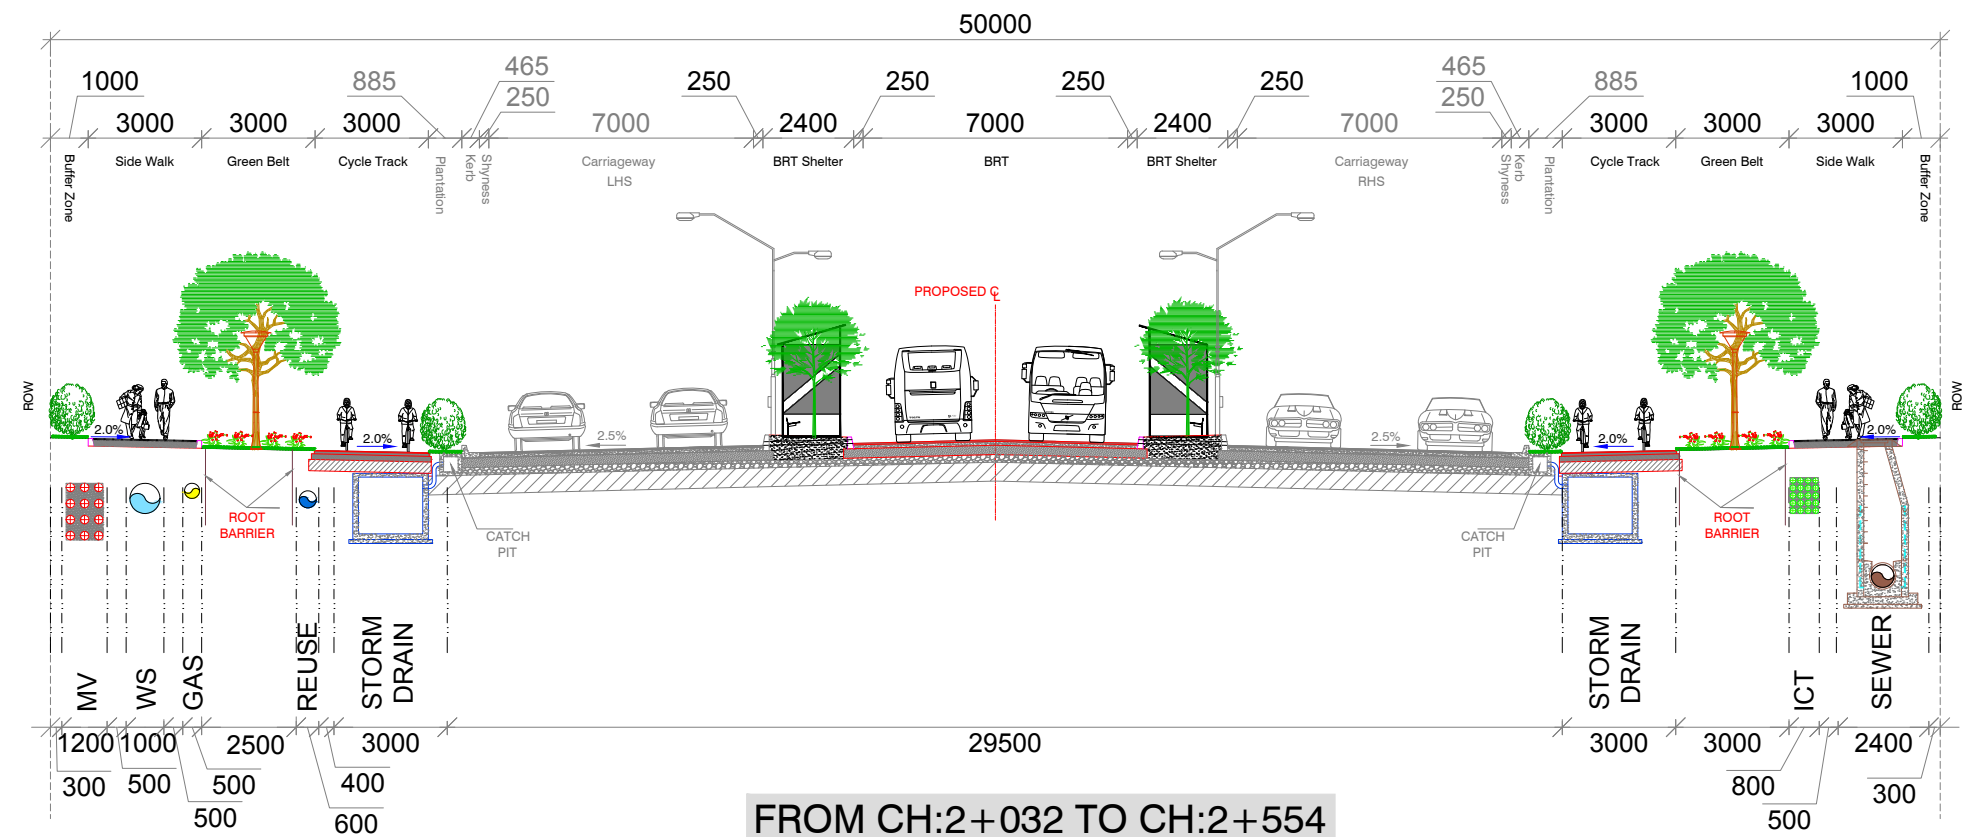 50000
1000 885 465 250 250 250 250 465 885 1000
250 250
3000 3000 3000 7000 2400 7000 2400 7000 3000 3000 3000
Buffer Zone Side Walk Green Belt Cycle Track Plantation Kerb Shyness Carriageway BRT Shelter BRT BRT Shelter Carriageway Shyness Kerb Plantation Cycle Track Green Belt Side Walk Buffer Zone
LHS RHS
PROPOSED CL
ROW ROW
2.0% 2.0% 2.5% 2.5% 2.0% 2.0%
ROOT ROOT
BARRIER BARRIER
CATCH CATCH
PIT PIT
MV WS GAS REUSE STORM STORM ICT SEWER
DRAIN DRAIN
1200 1000 2500 3000 29500 3000 3000 2400
300 500 500 400 800 300
500 600 500
FROM CH:2+032 TO CH:2+554